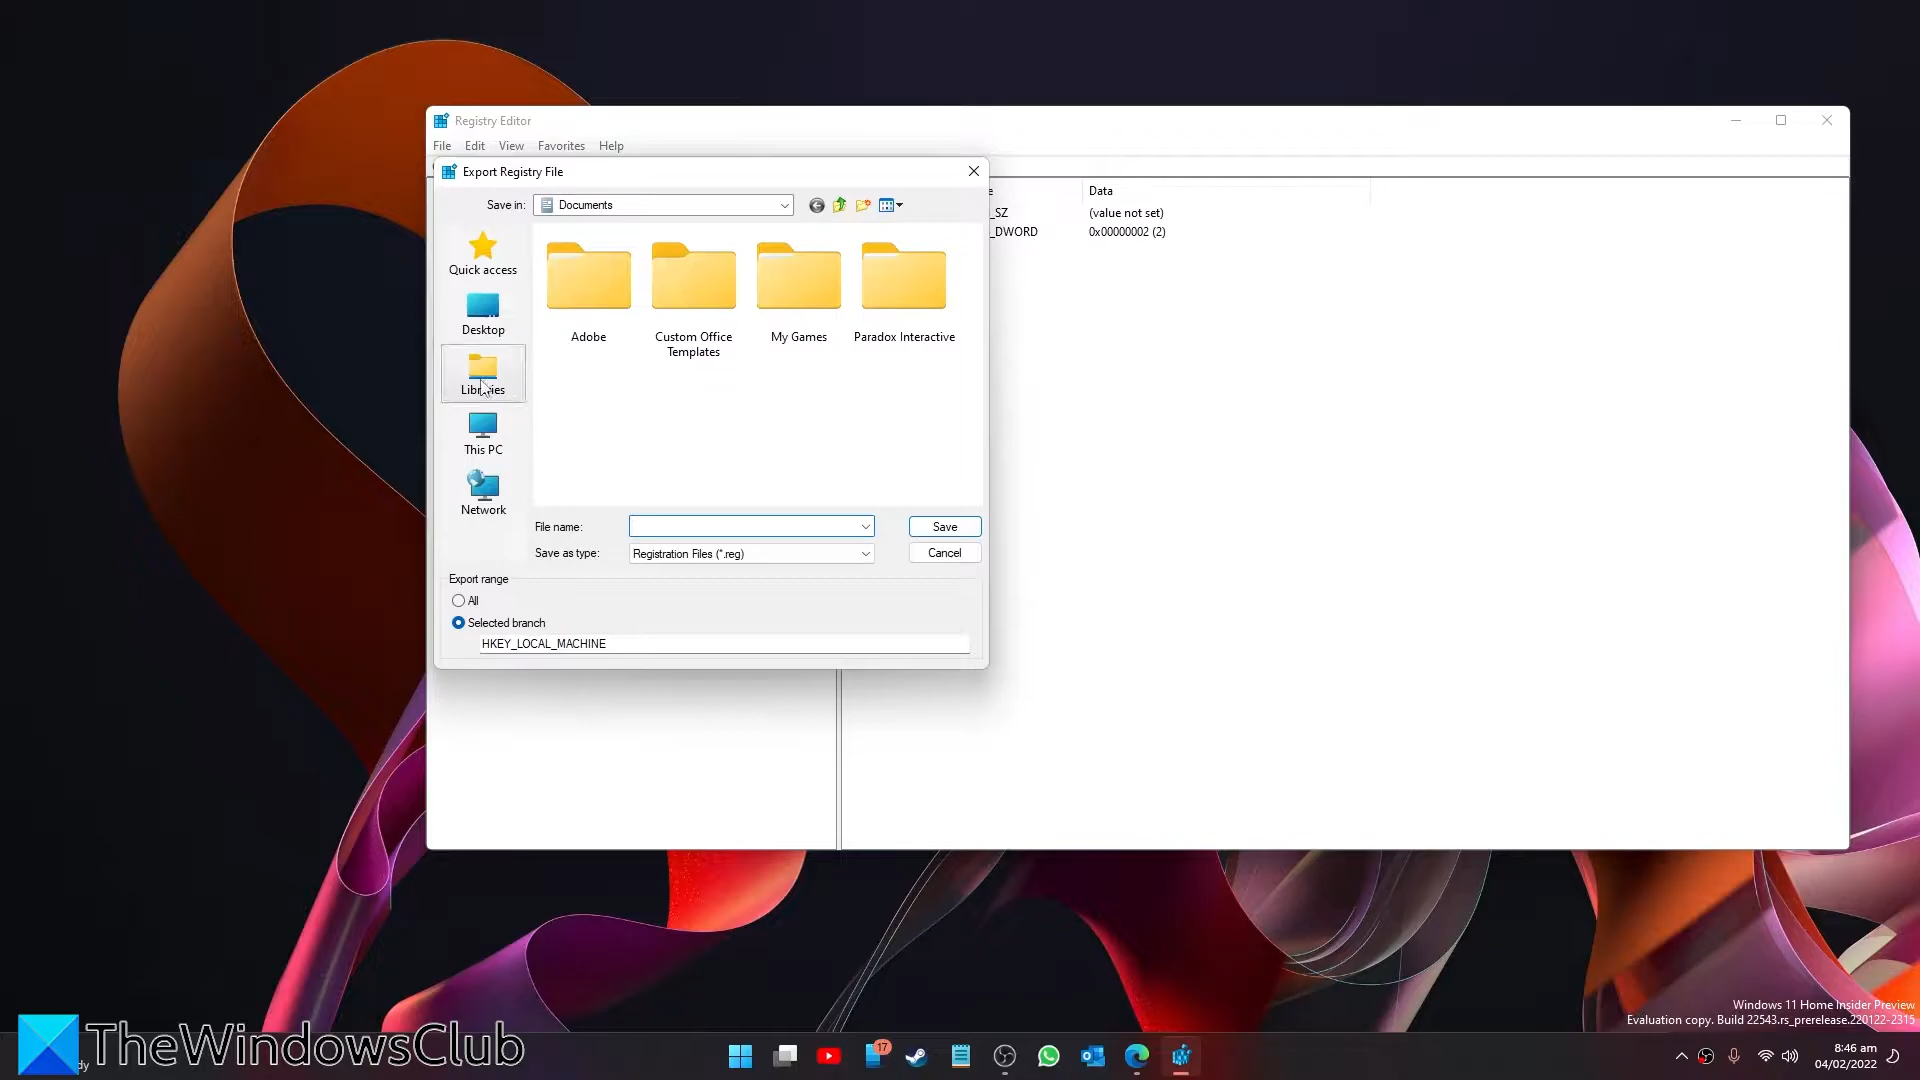 Registry Editor
File Edit View Favorites Help
Export Registry File
Save in: Documents
e Data
_SZ (value not set)
_DWORD 0x00000002 (2)
Quick access
Desktop
Libraries
This PC
Network
Adobe
Custom Office
Templates
My Games
Paradox Interactive
File name:
Save
Save as type: Registration Files (*.reg)
Cancel
Export range
All
Selected branch
HKEY_LOCAL_MACHINE
Windows 11 Home Insider Preview
Evaluation copy. Build 22543.rs_prerelease.220122-2315
TheWindowsClub
dy
17
8:46 am
04/02/2022